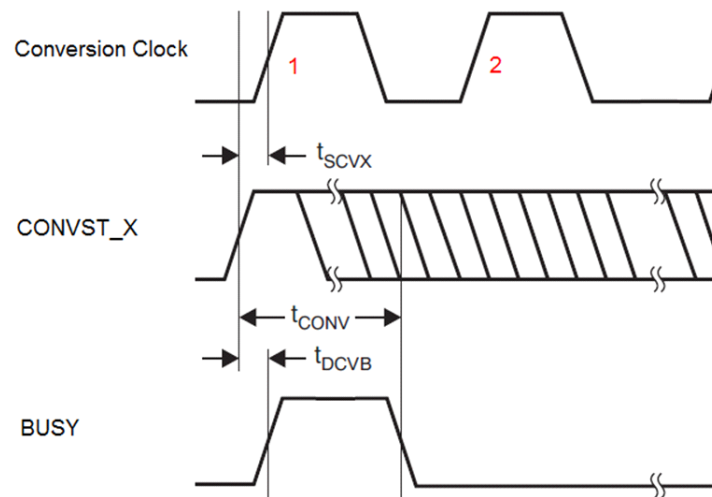 Conversion Clock
1
2
tSCVX
CONVST_X
tCONV
tDCVB
BUSY